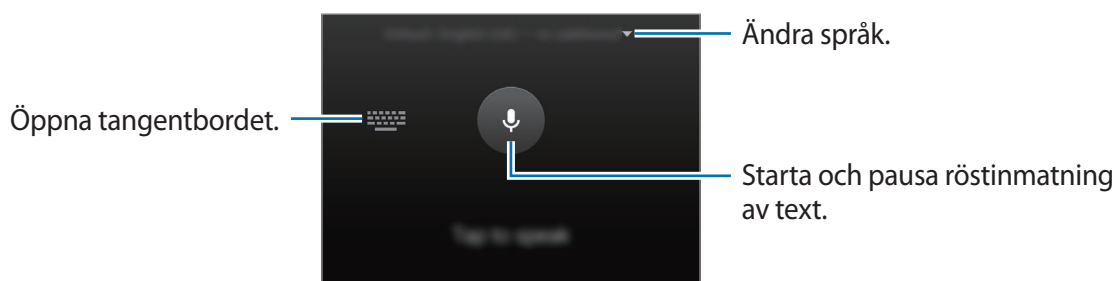 Ändra språk.
Öppna tangentbordet.
Starta och pausa röstinmatning
av text.
Tap to speak